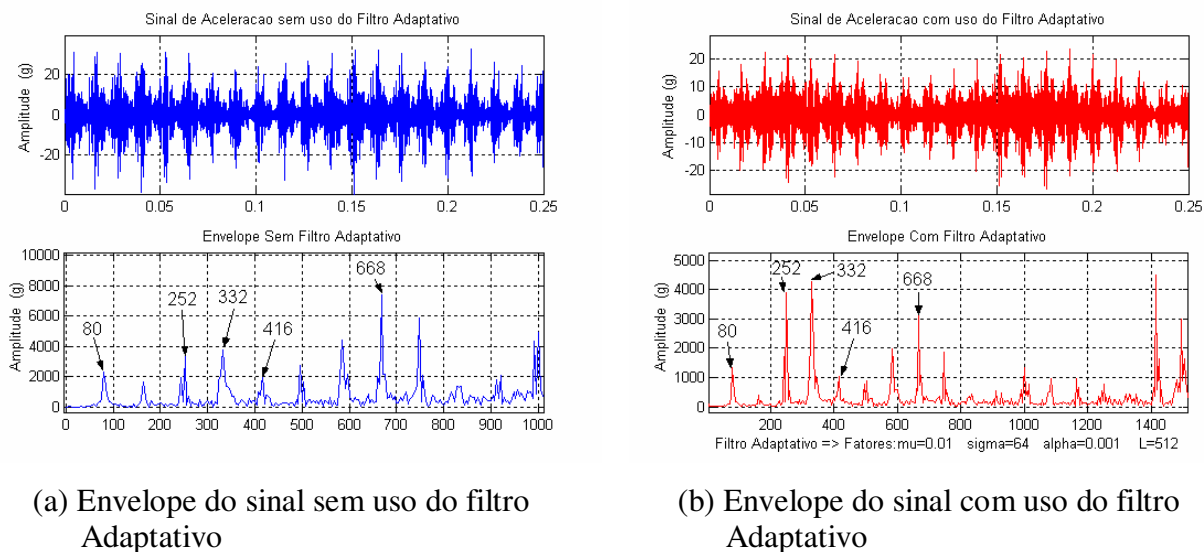 Sinal de Aceleracao sem uso do Filtro Adaptativo
Amplitude (g)
20
0
-20
0 0.05 0.1 0.15 0.2 0.25
Envelope Sem Filtro Adaptativo
Amplitude (g)
10000
8000
6000
4000
2000
0
80
252
332
416
668
0 100 200 300 400 500 600 700 800 900 1000
(a) Envelope do sinal sem uso do filtro
Adaptativo
Sinal de Aceleracao com uso do Filtro Adaptativo
Amplitude (g)
20
10
0
-10
-20
0 0.05 0.1 0.15 0.2 0.25
Envelope Com Filtro Adaptativo
Amplitude (g)
5000
4000
3000
2000
1000
0
80
252
332
416
668
200 400 600 800 1000 1200 1400
Filtro Adaptativo => Fatores:mu=0.01 sigma=64 alpha=0.001 L=512
(b) Envelope do sinal com uso do filtro
Adaptativo